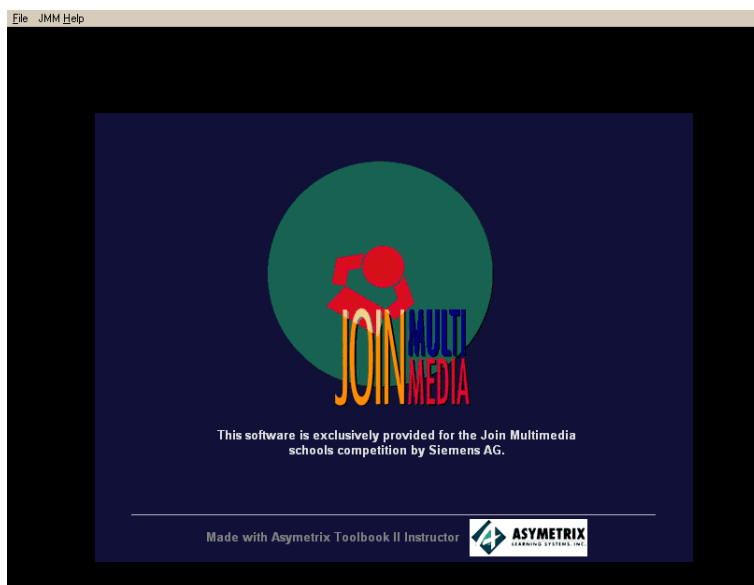 File JMM Help
JOIN MULTI
MEDIA
This software is exclusively provided for the Join Multimedia
schools competition by Siemens AG.
Made with Asymetrix Toolbook II Instructor
ASYMETRIX
LEARNING SYSTEMS, INC.